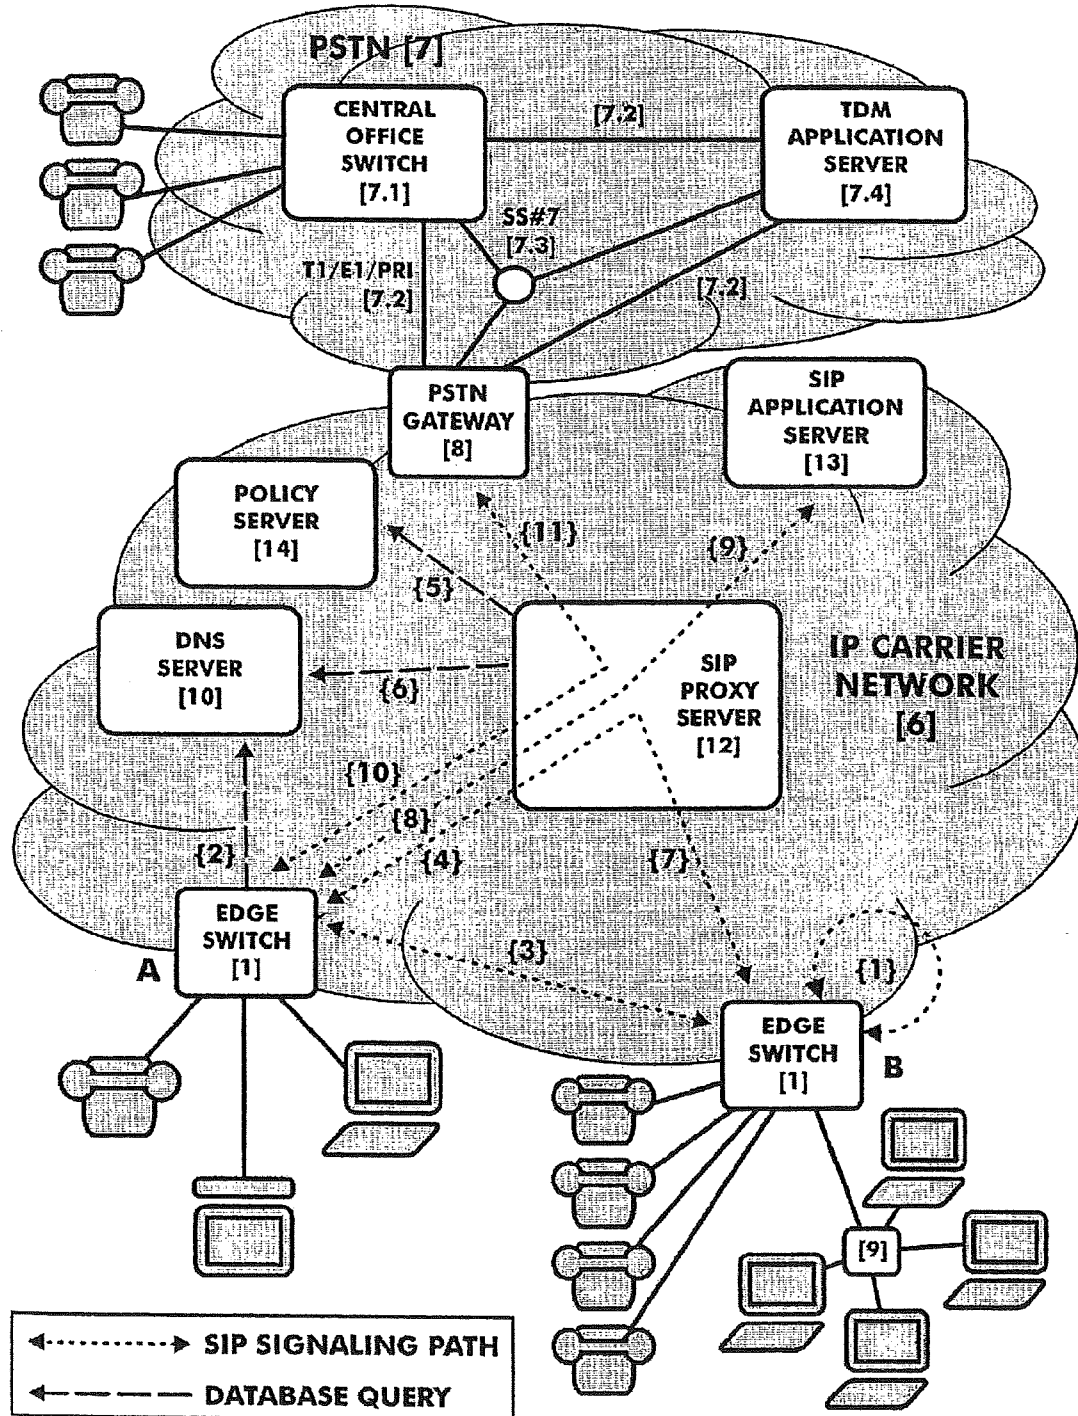 PSTN [7]
CENTRAL
OFFICE
SWITCH
[7.1]
[7.2]
TDM
APPLICATION
SERVER
[7.4]
SS#7
[7.3]
T1/E1/PRI
[7.2]
[7.2]
PSTN
GATEWAY
[8]
SIP
APPLICATION
SERVER
[13]
POLICY
SERVER
[14]
{11}
{9}
{5}
DNS
SERVER
[10]
{6}
SIP
PROXY
SERVER
[12]
IP CARRIER
NETWORK
[6]
{10}
{8}
{4}
{2}
{7}
EDGE
SWITCH
[1]
A
{3}
{1}
EDGE
SWITCH
[1]
B
[9]
SIP SIGNALING PATH
DATABASE QUERY